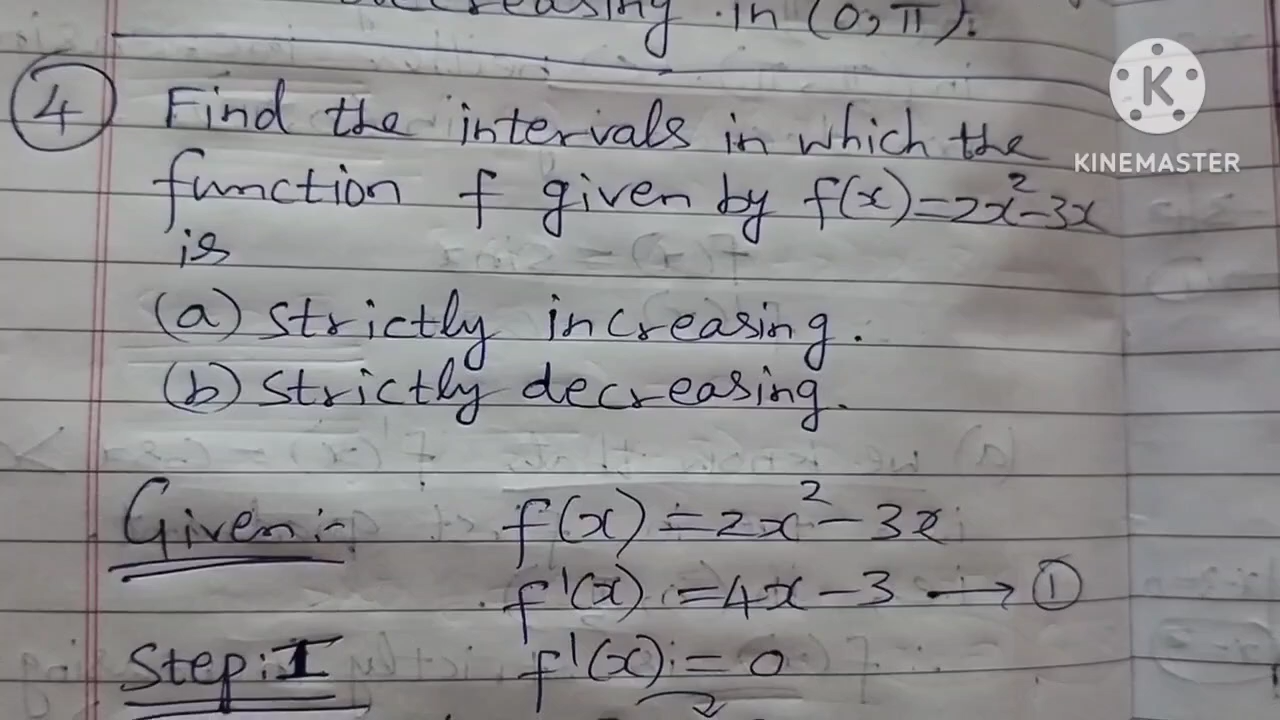 decreasing in (0, π).
④ Find the intervals in which the
function f given by f(x)=2x²-3x
is
(a) strictly increasing.
(b) strictly decreasing.
Given:- f(x)=2x²-3x
f'(x)=4x-3 → ①
Step:I f'(x)=0
K
KINEMASTER